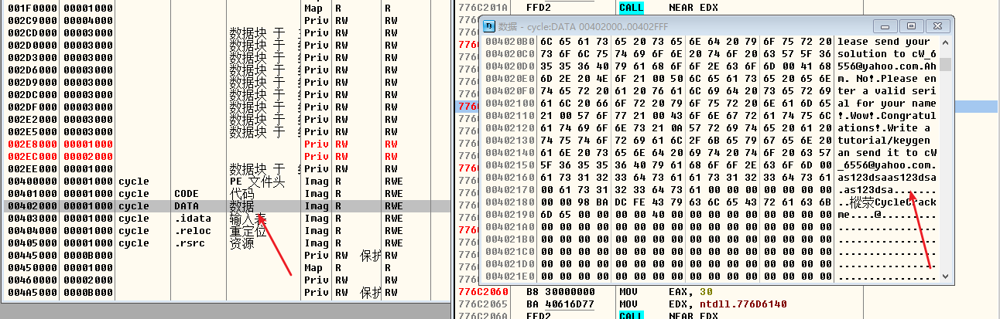 001F0000 00001000 Map R R
002C9000 00004000 Priv RW RW
002CD000 00003000 数据块 于 Priv RW RW
002D0000 00003000 数据块 于 Priv RW RW
002D3000 00003000 数据块 于 Priv RW RW
002D6000 00003000 数据块 于 Priv RW RW
002D9000 00003000 数据块 于 Priv RW RW
002DC000 00003000 数据块 于 Priv RW RW
002DF000 00003000 数据块 于 Priv RW RW
002E2000 00003000 数据块 于 Priv RW RW
002E5000 00003000 数据块 于 Priv RW RW
002E8000 00001000 Priv RW RW
002EC000 00002000 Priv RW RW
002EE000 00001000 数据块 于 Priv RW RW
00400000 00001000 cycle PE 文件头 Imag R RWE
00401000 00001000 cycle CODE 代码 Imag R RWE
00402000 00001000 cycle DATA 数据 Imag R RWE
00403000 00001000 cycle .idata 输入表 Imag R RWE
00404000 00001000 cycle .reloc 重定位 Imag R RWE
00405000 00001000 cycle .rsrc 资源 Imag R RWE
00445000 0000B000 Priv RW 保护 RW
00450000 00001000 Map R R
00460000 00002000 Priv RW RW
004A5000 0000B000 Priv RW 保护 RW
776C201A FFD2 CALL NEAR EDX
数据 - cycle:DATA 00402000..00402FFF
004020B0 6C 65 61 73 65 20 73 65 6E 64 20 79 6F 75 72 20 lease send your
004020C0 73 6F 6C 75 74 69 6F 6E 20 74 6F 20 63 57 5F 36 solution to cW_6
004020D0 35 35 36 40 79 61 68 6F 6F 2E 63 6F 6D 00 41 68 556@yahoo.com.Ah
004020E0 6D 2E 20 4E 6F 21 00 50 6C 65 61 73 65 20 65 6E m. No!.Please en
004020F0 74 65 72 20 61 20 76 61 6C 69 64 20 73 65 72 69 ter a valid seri
00402100 61 6C 20 66 6F 72 20 79 6F 75 72 20 6E 61 6D 65 al for your name
00402110 21 00 57 6F 77 21 00 43 6F 6E 67 72 61 74 75 6C !.Wow!.Congratul
00402120 61 74 69 6F 6E 73 21 0A 57 72 69 74 65 20 61 20 ations!.Write a
00402130 74 75 74 6F 72 69 61 6C 2F 6B 65 79 67 65 6E 20 tutorial/keygen
00402140 61 6E 20 73 65 6E 64 20 69 74 20 74 6F 20 63 57 an send it to cW
00402150 5F 36 35 35 36 40 79 61 68 6F 6F 2E 63 6F 6D 00 _6556@yahoo.com.
00402160 61 73 31 32 33 64 73 61 61 73 31 32 33 64 73 61 as123dsaas123dsa
00402170 00 61 73 31 32 33 64 73 61 00 00 00 00 00 00 00 .as123dsa.......
00402180 00 00 98 BA DC FE 43 79 63 6C 65 43 72 61 63 6B ..樅荣CycleCrack
00402190 6D 65 00 00 00 00 00 40 00 00 00 00 00 00 00 00 me.....@........
004021A0 00 00 00 00 00 00 00 00 00 00 00 00 00 00 00 00 ................
004021B0 00 00 00 00 00 00 00 00 00 00 00 00 00 00 00 00 ................
004021C0 00 00 00 00 00 00 00 00 00 00 00 00 00 00 00 00 ................
004021D0 00 00 00 00 00 00 00 00 00 00 00 00 00 00 00 00 ................
004021E0 00 00 00 00 00 00 00 00 00 00 00 00 00 00 00 00 ................
776C2060 B8 30000000 MOV EAX, 30
776C2065 BA 40616D77 MOV EDX, ntdll.776D6140
776C206A FFD2 CALL NEAR EDX